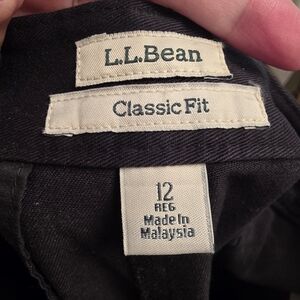 L.L.Bean
Classic Fit
12
REG
Made In
Malaysia